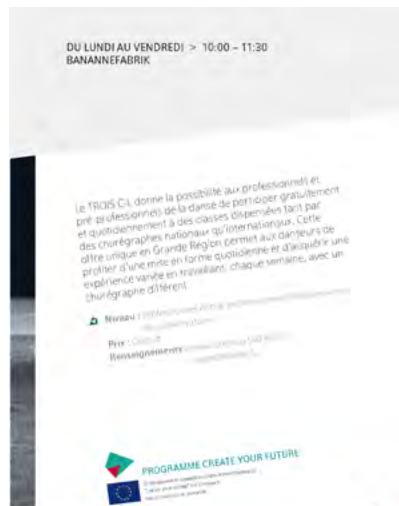 DU LUNDI AU VENDREDI > 10:00 – 11:30
BANANNEFABRIK
Le TROIS C-L donne la possibilité aux professionnels et
pré-professionnels de la danse de participer gratuitement
et quotidiennement à des classes dispensées tant par
des chorégraphes nationaux qu'internationaux. Cette
offre unique en Grande Région permet aux danseurs de
profiter d'une mise en forme quotidienne et d'acquérir une
expérience variée en travaillant, chaque semaine, avec un
chorégraphe différent.
Niveau :
Prix : Gratuit
Renseignements :
PROGRAMME CREATE YOUR FUTURE